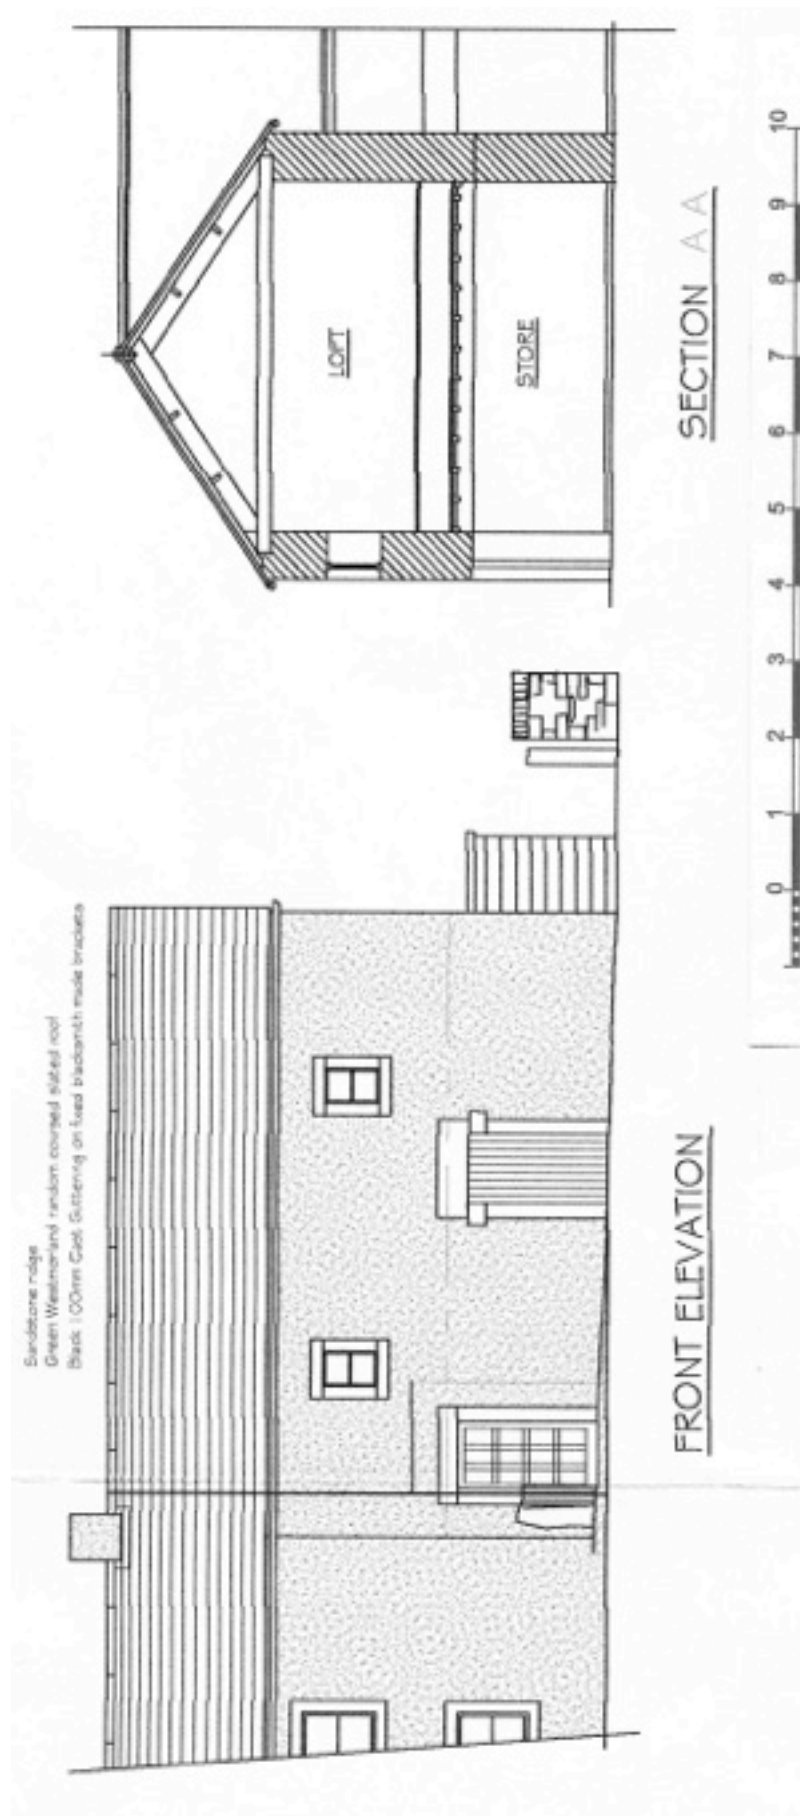 Sandstone ridge
Green Westmorland random coursed slated roof
Black 100mm Cast Guttering on fixed blacksmith made brackets
FRONT ELEVATION
LOFT
STORE
SECTION A A
0 1 2 3 4 5 6 7 8 9 10